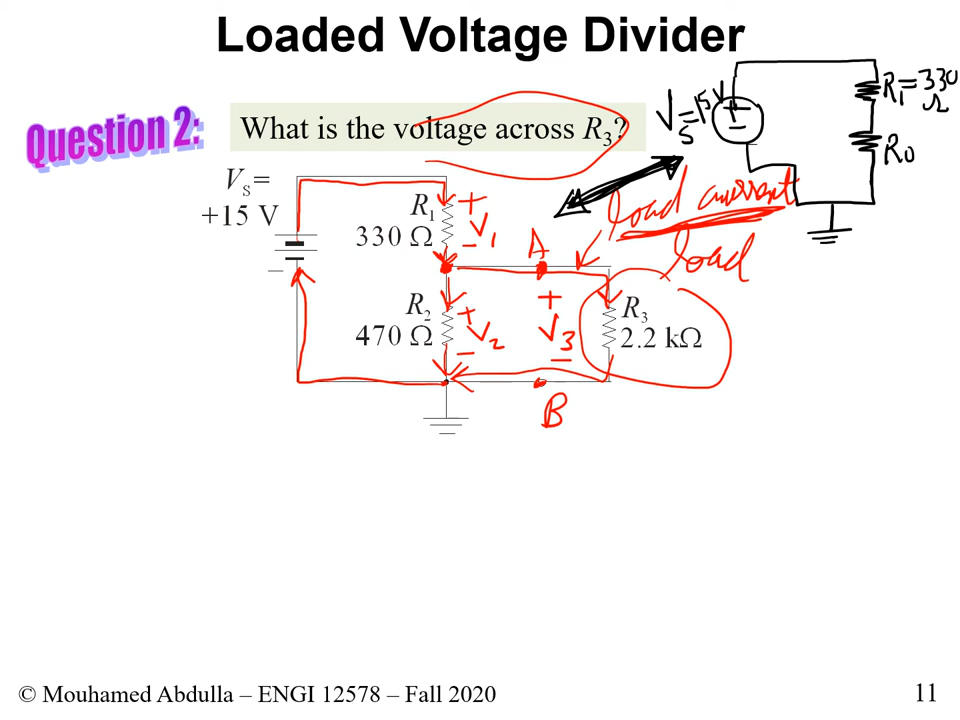 Loaded Voltage Divider
Question 2:
What is the voltage across R3?
VS =
+15 V
−
R1
330 Ω
R2
470 Ω
R3
2.2 kΩ
+
V1
−
+
V2
−
A
+
V3
−
B
load current
load
VS=15V
+
−
R1=330
Ω
R0
© Mouhamed Abdulla – ENGI 12578 – Fall 2020
11